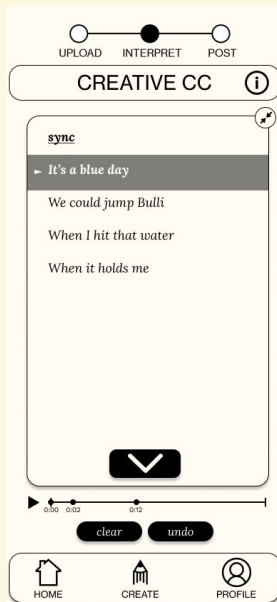 UPLOAD INTERPRET POST
CREATIVE CC i
sync
► It's a blue day
We could jump Bulli
When I hit that water
When it holds me
0:00 0:02 0:12
clear undo
HOME CREATE PROFILE